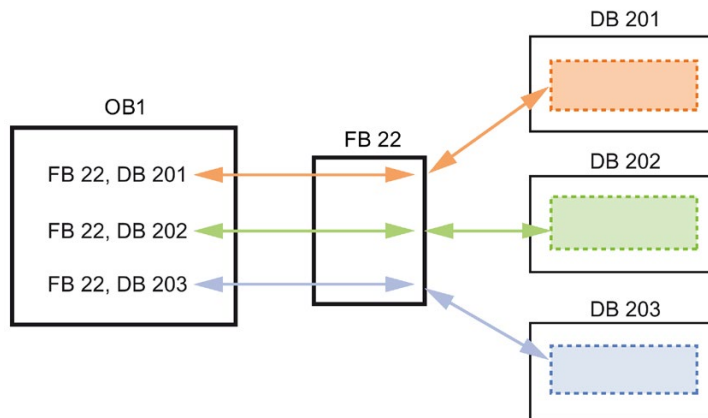 OB1
FB 22, DB 201
FB 22, DB 202
FB 22, DB 203
FB 22
DB 201
DB 202
DB 203